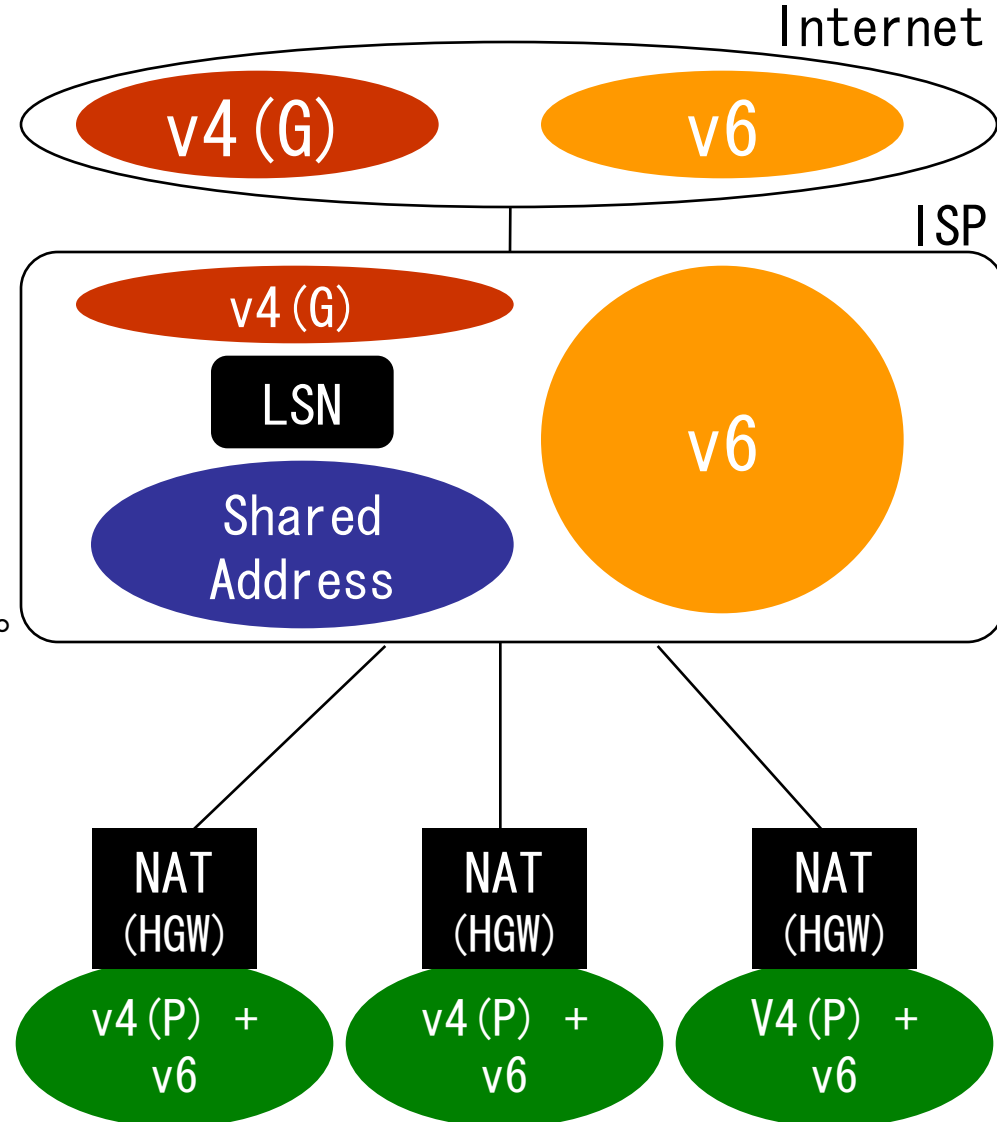 Internet
v4(G)
v6
ISP
v4(G)
LSN
v6
Shared
Address
。
NAT
(HGW)
NAT
(HGW)
NAT
(HGW)
v4(P) +
v6
v4(P) +
v6
V4(P) +
v6